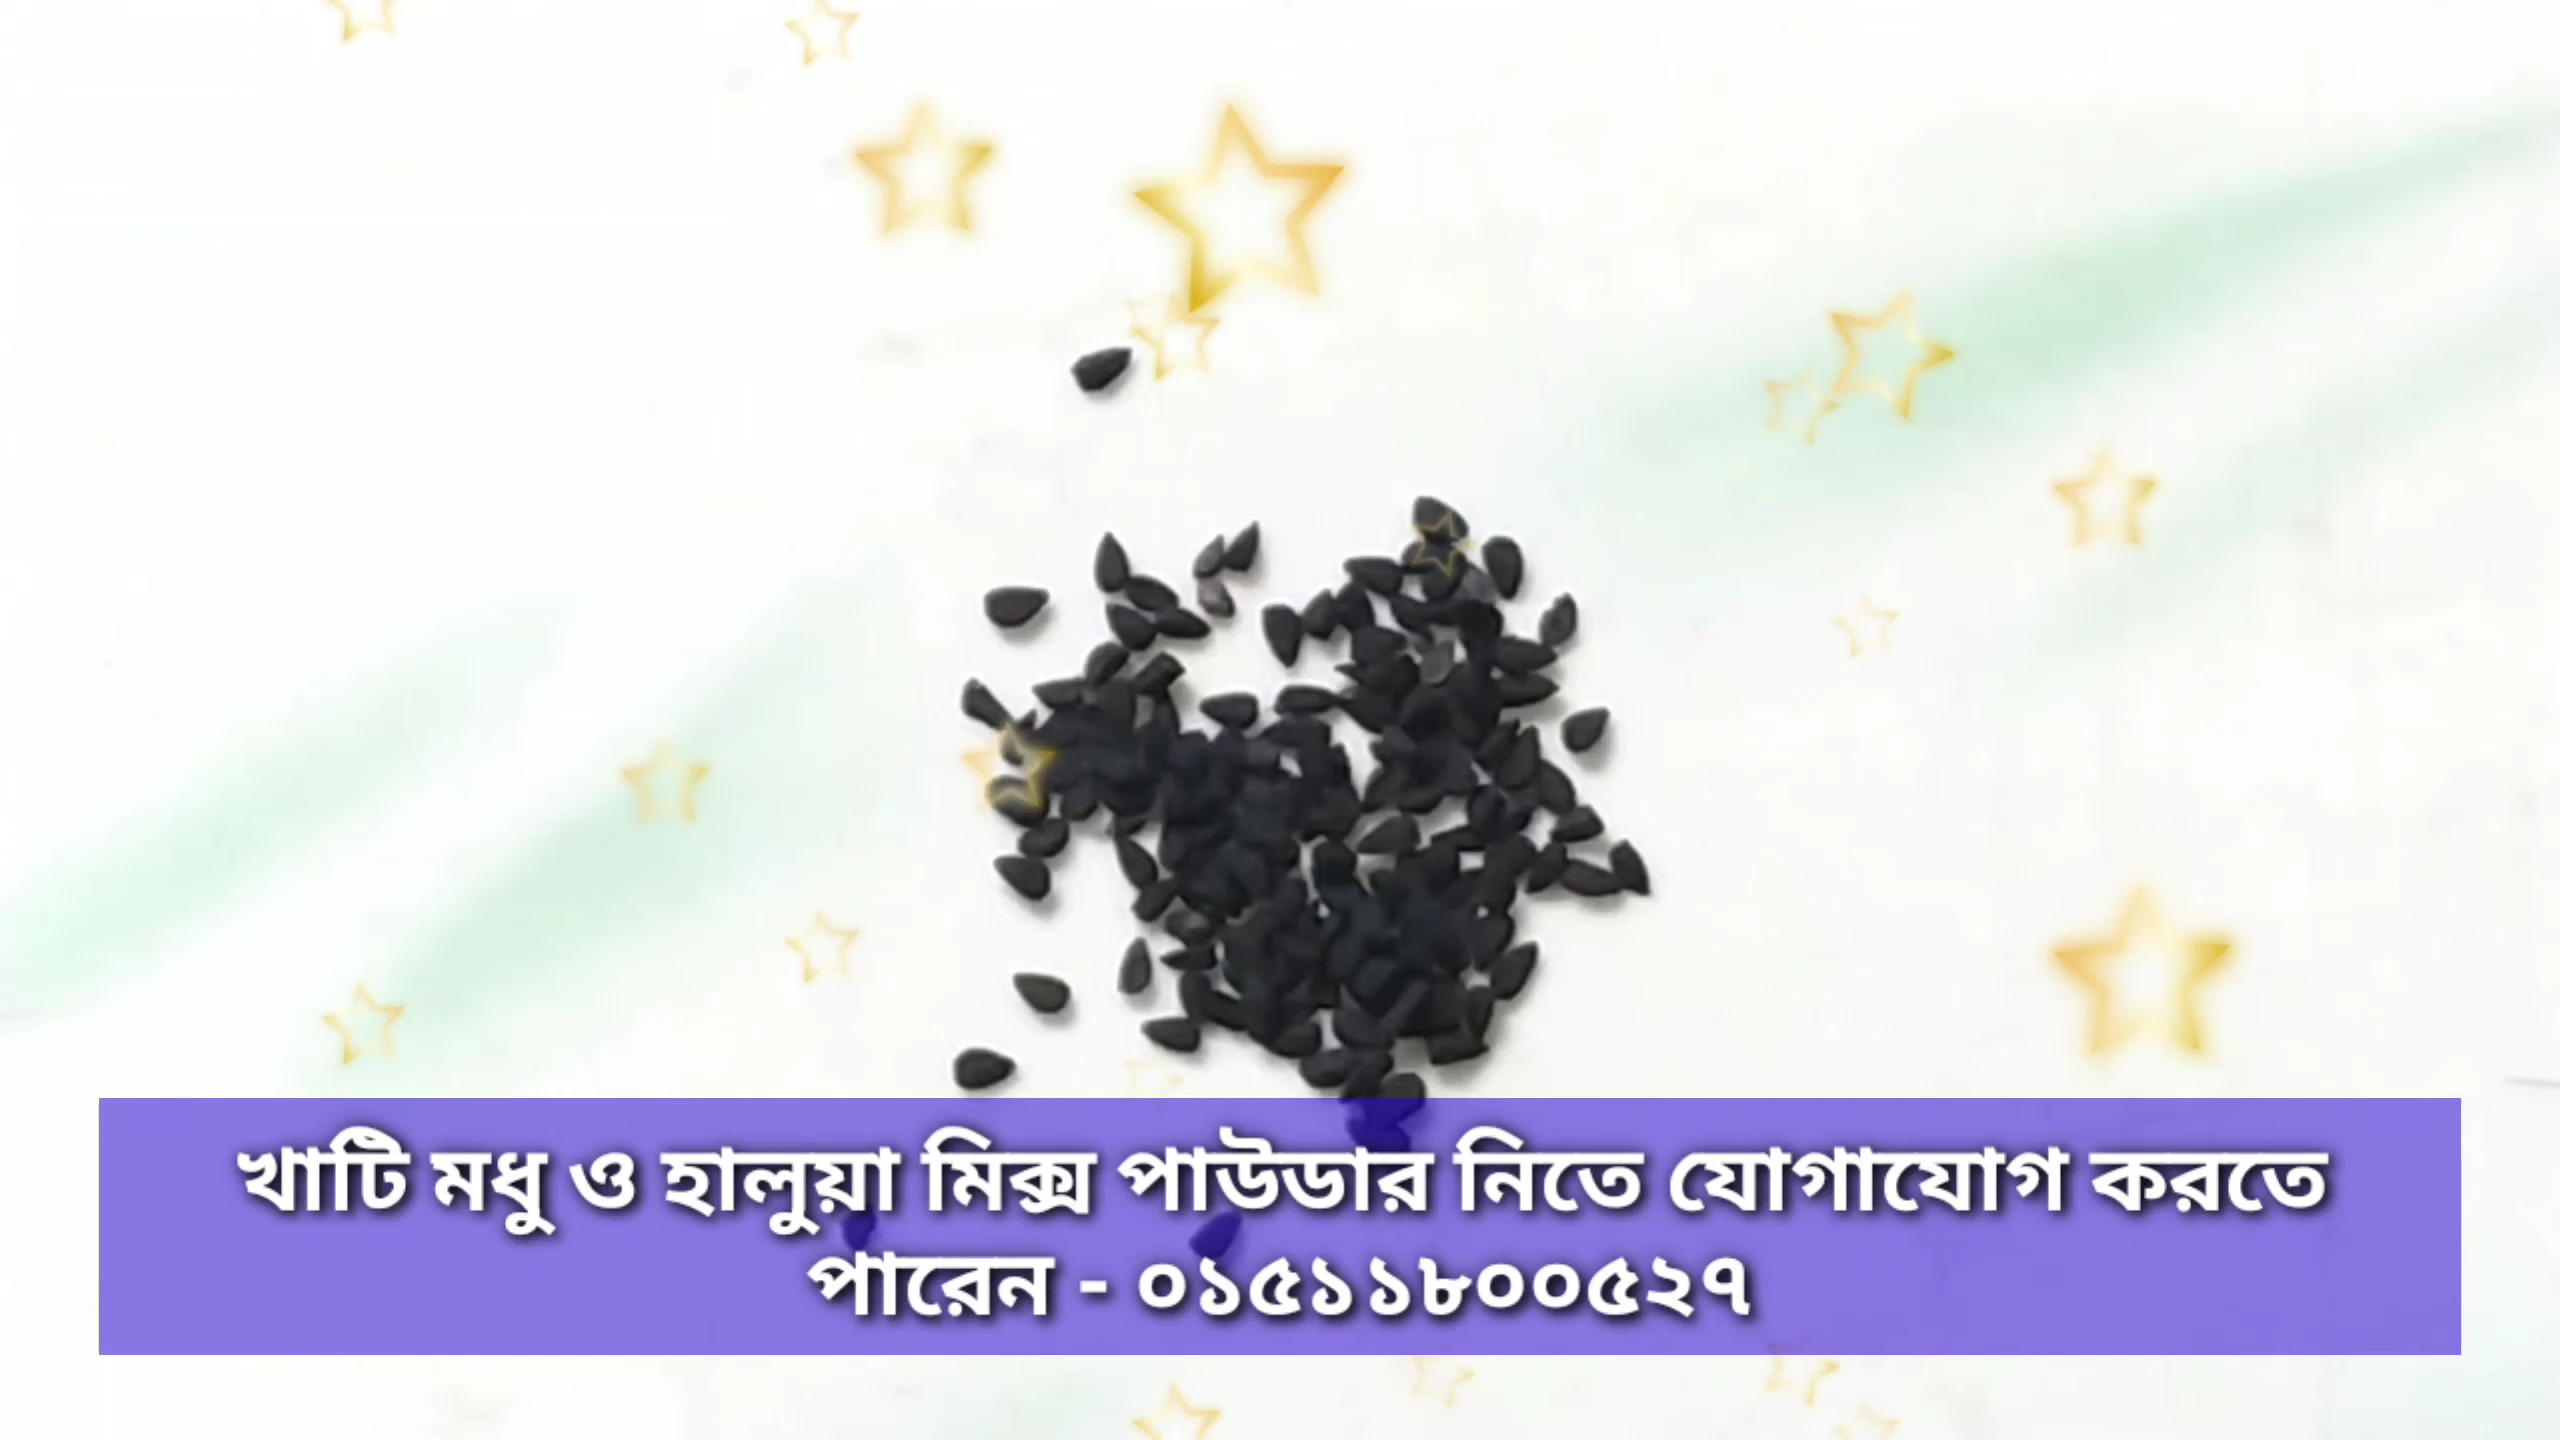 খাটি মধু ও হালুয়া মিক্স পাউডার নিতে যোগাযোগ করতে
পারেন - ০১৫১১৮০০৫২৭